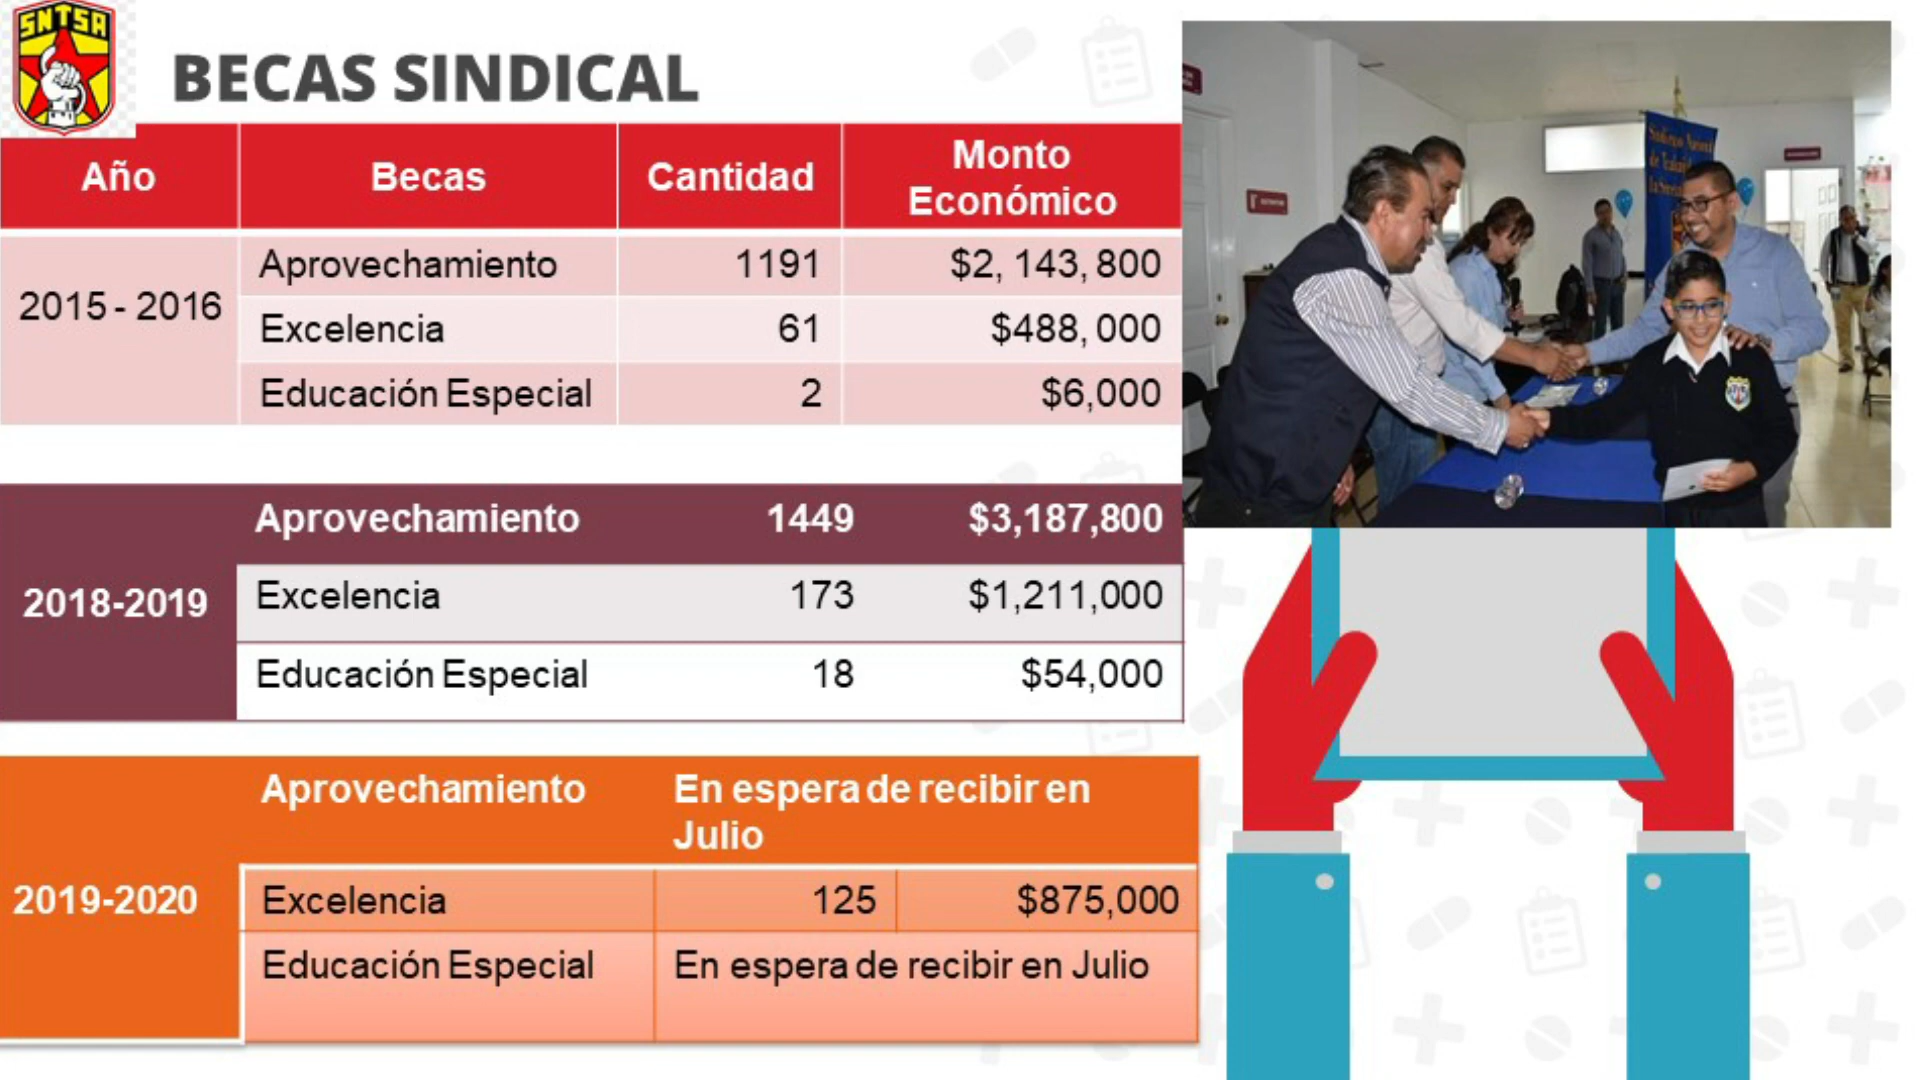 SNTSA
BECAS SINDICAL
Año Becas Cantidad Monto Económico
2015 - 2016
Aprovechamiento 1191 $2, 143, 800
Excelencia 61 $488, 000
Educación Especial 2 $6,000
2018-2019
Aprovechamiento 1449 $3,187,800
Excelencia 173 $1,211,000
Educación Especial 18 $54,000
2019-2020
Aprovechamiento En espera de recibir en
Julio
Excelencia 125 $875,000
Educación Especial En espera de recibir en Julio
Sindicato Nacional